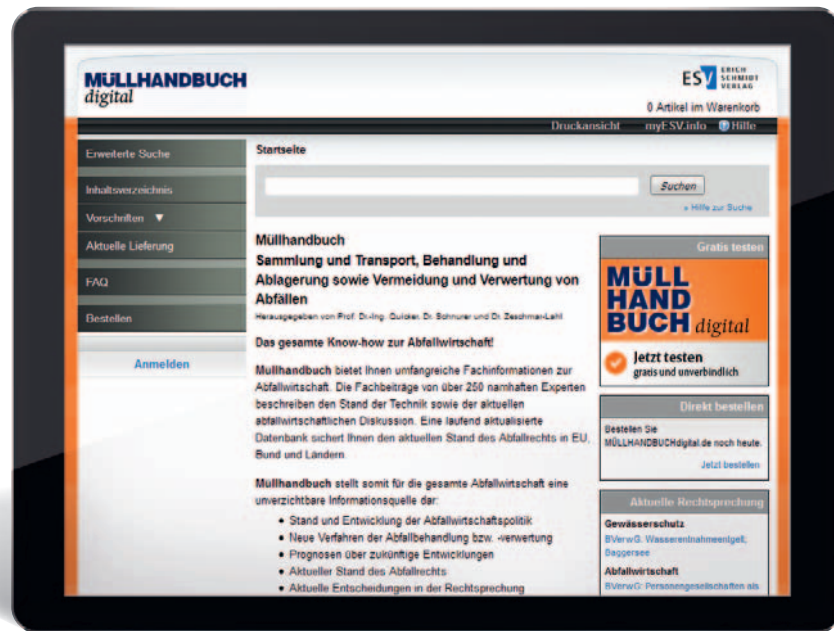 MÜLLHANDBUCH
digital
ESV ERICH
SCHMIDT
VERLAG
0 Artikel im Warenkorb
Druckansicht myESV.info Hilfe
Erweiterte Suche
Inhaltsverzeichnis
Vorschriften ▼
Aktuelle Lieferung
FAQ
Bestellen
Anmelden
Startseite
Suchen
» Hilfe zur Suche
Müllhandbuch
Sammlung und Transport, Behandlung und
Ablagerung sowie Vermeidung und Verwertung von
Abfällen
Herausgegeben von Prof. Dr.-Ing. Quicker, Dr. Schnurer und Dr. Zeschmar-Lahl
Das gesamte Know-how zur Abfallwirtschaft!
Müllhandbuch bietet Ihnen umfangreiche Fachinformationen zur
Abfallwirtschaft. Die Fachbeiträge von über 250 namhaften Experten
beschreiben den Stand der Technik sowie der aktuellen
abfallwirtschaftlichen Diskussion. Eine laufend aktualisierte
Datenbank sichert Ihnen den aktuellen Stand des Abfallrechts in EU,
Bund und Ländern.
Müllhandbuch stellt somit für die gesamte Abfallwirtschaft eine
unverzichtbare Informationsquelle dar:
• Stand und Entwicklung der Abfallwirtschaftspolitik
• Neue Verfahren der Abfallbehandlung bzw. -verwertung
• Prognosen über zukünftige Entwicklungen
• Aktueller Stand des Abfallrechts
• Aktuelle Entscheidungen in der Rechtsprechung
Gratis testen
MÜLL
HAND
BUCH digital
Jetzt testen
gratis und unverbindlich
Direkt bestellen
Bestellen Sie
MÜLLHANDBUCHdigital.de noch heute.
Jetzt bestellen
Aktuelle Rechtsprechung
Gewässerschutz
BVerwG: Wasserentnahmeentgelt;
Baggersee
Abfallwirtschaft
BVerwG: Personengesellschaften als